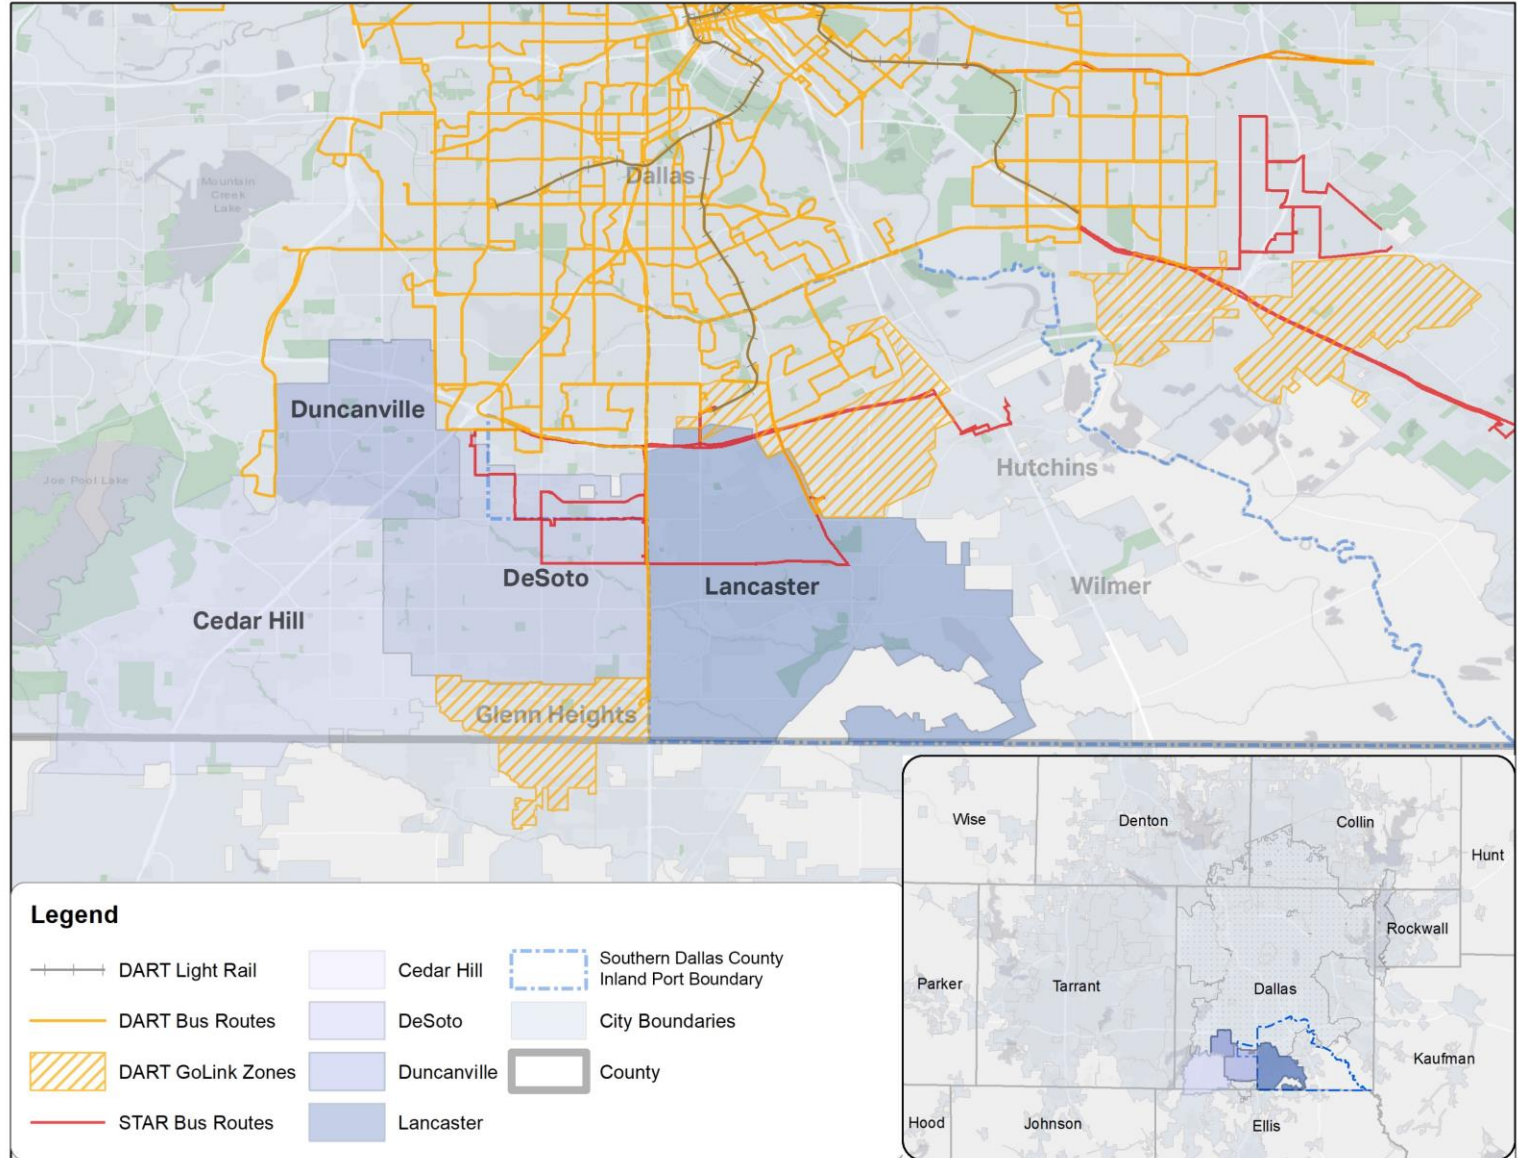 Dallas
Mountain
Creek
Lake
Duncanville
Joe Pool Lake
Hutchins
DeSoto
Lancaster
Wilmer
Cedar Hill
Glenn Heights
Legend
DART Light Rail
DART Bus Routes
DART GoLink Zones
STAR Bus Routes
Cedar Hill
DeSoto
Duncanville
Lancaster
Southern Dallas County
Inland Port Boundary
City Boundaries
County
Wise
Denton
Collin
Hunt
Rockwall
Parker
Tarrant
Dallas
Kaufman
Hood
Johnson
Ellis